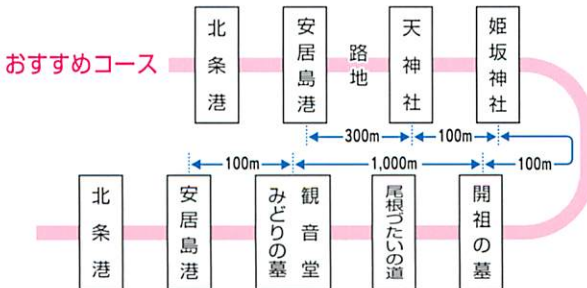 おすすめコース
北条港
安居島港
路地
天神社
姫坂神社
300m
100m
100m
1,000m
100m
開祖の墓
尾根づたいの道
観音堂
みどりの墓
安居島港
北条港